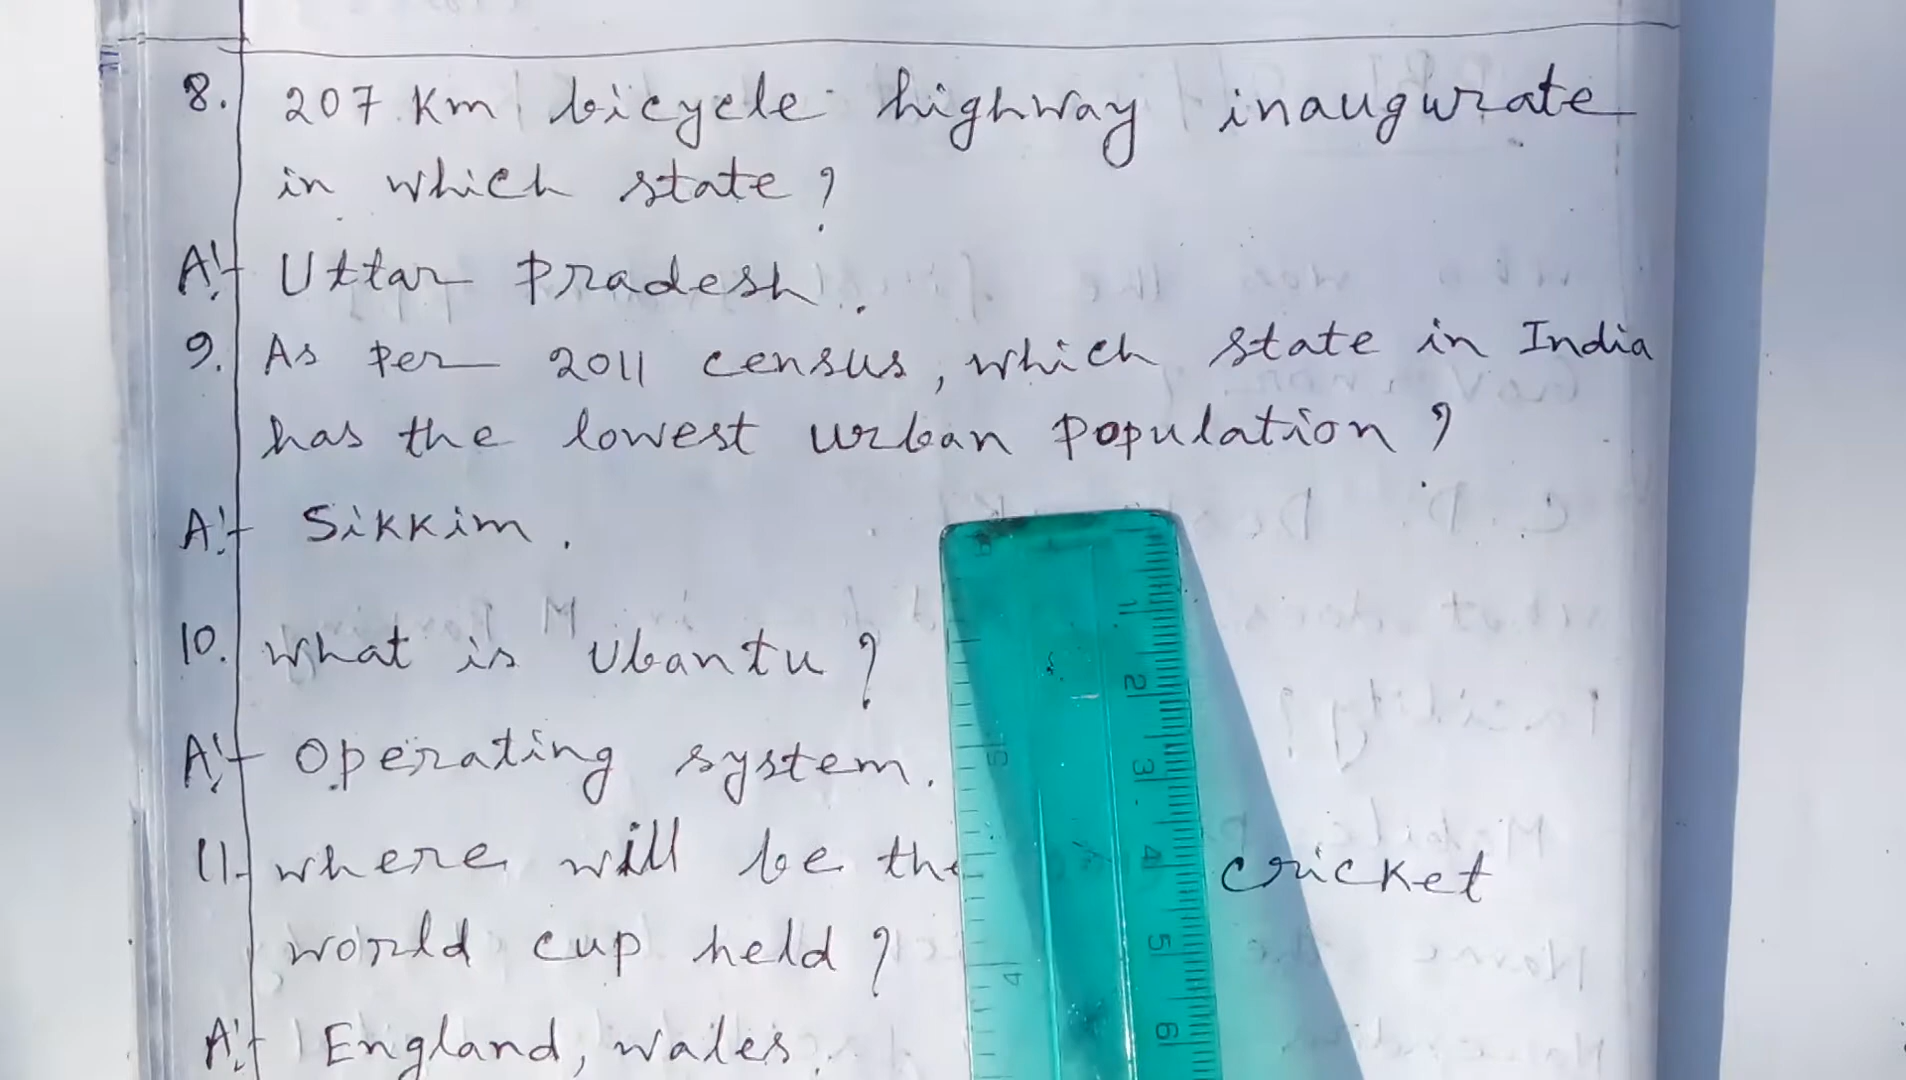 8. 207 Km bicycle highway inaugurate
in which state?
A:- Uttar Pradesh.
9. As Per 2011 census, which state in India
has the lowest urban population?
A:- Sikkim.
10. What is Ubantu?
A:- Operating system.
11. where will be the cricket
world cup held?
A:- England, wales.